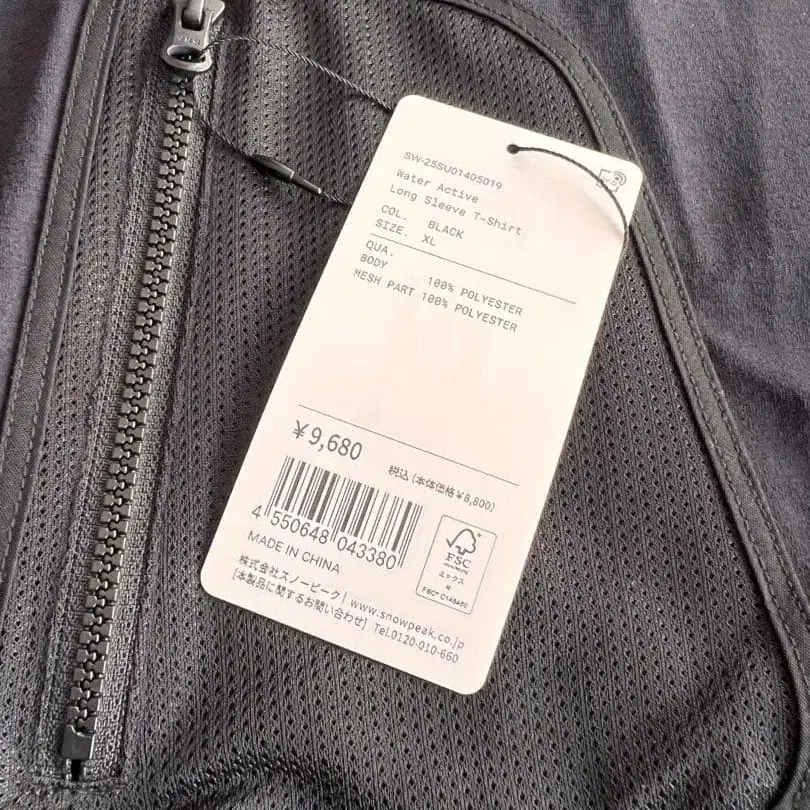 SW-25SU01405019
Water Active
Long Sleeve T-Shirt
COL. BLACK
SIZE. XL
QUA.
BODY 100% POLYESTER
MESH PART 100% POLYESTER
￥9,680
税込 (本体価格￥8,800)
4 550648 043380
MADE IN CHINA
FSC
ミックス
FSC® C148460
株式会社スノーピーク | www.snowpeak.co.jp
[本製品に関するお問い合わせ] Tel.0120-010-660